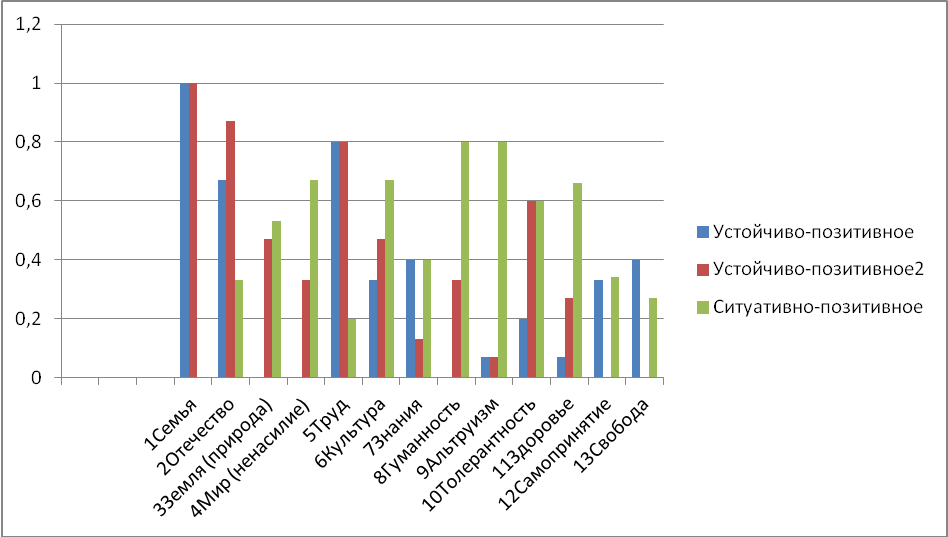 1,2
1
0,8
0,6
0,4
0,2
0
1Семья
2Отечество
3Земля (природа)
4Мир (ненасилие)
5Труд
6Культура
7Знания
8Гуманность
9Альтруизм
10Толерантность
11Здоровье
12Самопринятие
13Свобода
Устойчиво-позитивное
Устойчиво-позитивное2
Ситуативно-позитивное